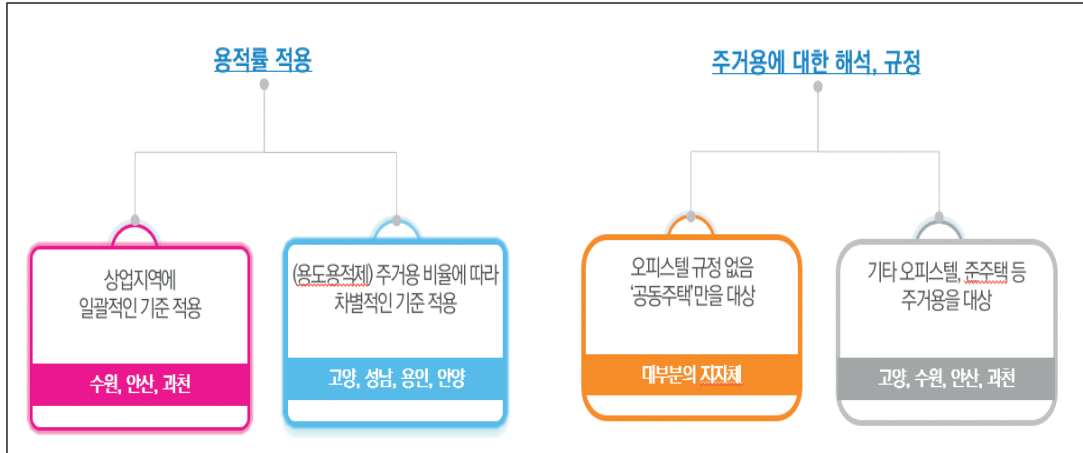 용적률 적용
상업지역에
일괄적인 기준 적용
수원, 안산, 과천
(용도용적제) 주거용 비율에 따라
차별적인 기준 적용
고양, 성남, 용인, 안양
주거용에 대한 해석, 규정
오피스텔 규정 없음
‘공동주택’만을 대상
대부분의 지자체
기타 오피스텔, 준주택 등
주거용을 대상
고양, 수원, 안산, 과천